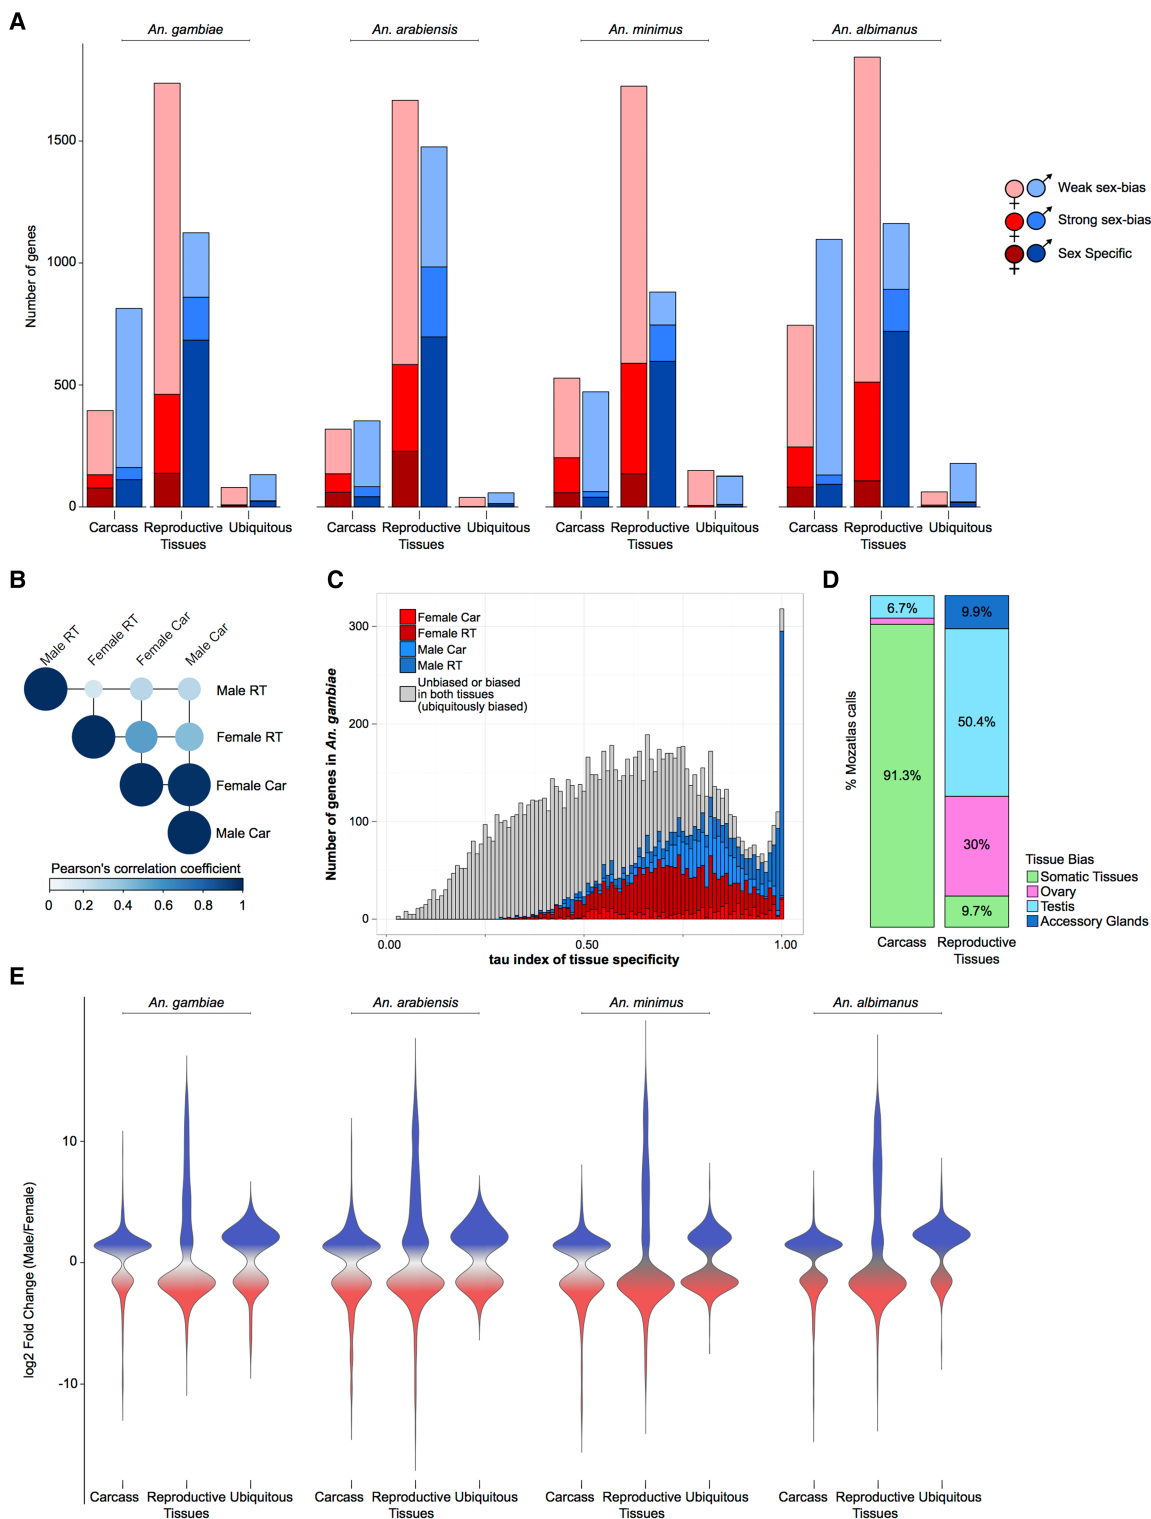 A
An. gambiae
An. arabiensis
An. minimus
An. albimanus
Number of genes
1500
1000
500
0
Carcass
Reproductive
Tissues
Ubiquitous
Carcass
Reproductive
Tissues
Ubiquitous
Carcass
Reproductive
Tissues
Ubiquitous
Carcass
Reproductive
Tissues
Ubiquitous
Weak sex-bias
Strong sex-bias
Sex Specific
B
Male RT
Female RT
Female Car
Male Car
Male RT
Female RT
Female Car
Male Car
Pearson's correlation coefficient
0 0.2 0.4 0.6 0.8 1
C
Number of genes in An. gambiae
300
200
100
0
Female Car
Female RT
Male Car
Male RT
Unbiased or biased
in both tissues
(ubiquitously biased)
0.00 0.50 1.00
tau index of tissue specificity
D
% Mozatlas calls
6.7%
91.3%
9.9%
50.4%
30%
9.7%
Carcass
Reproductive
Tissues
Tissue Bias
Somatic Tissues
Ovary
Testis
Accessory Glands
E
An. gambiae
An. arabiensis
An. minimus
An. albimanus
log2 Fold Change (Male/Female)
10
0
-10
Carcass
Reproductive
Tissues
Ubiquitous
Carcass
Reproductive
Tissues
Ubiquitous
Carcass
Reproductive
Tissues
Ubiquitous
Carcass
Reproductive
Tissues
Ubiquitous